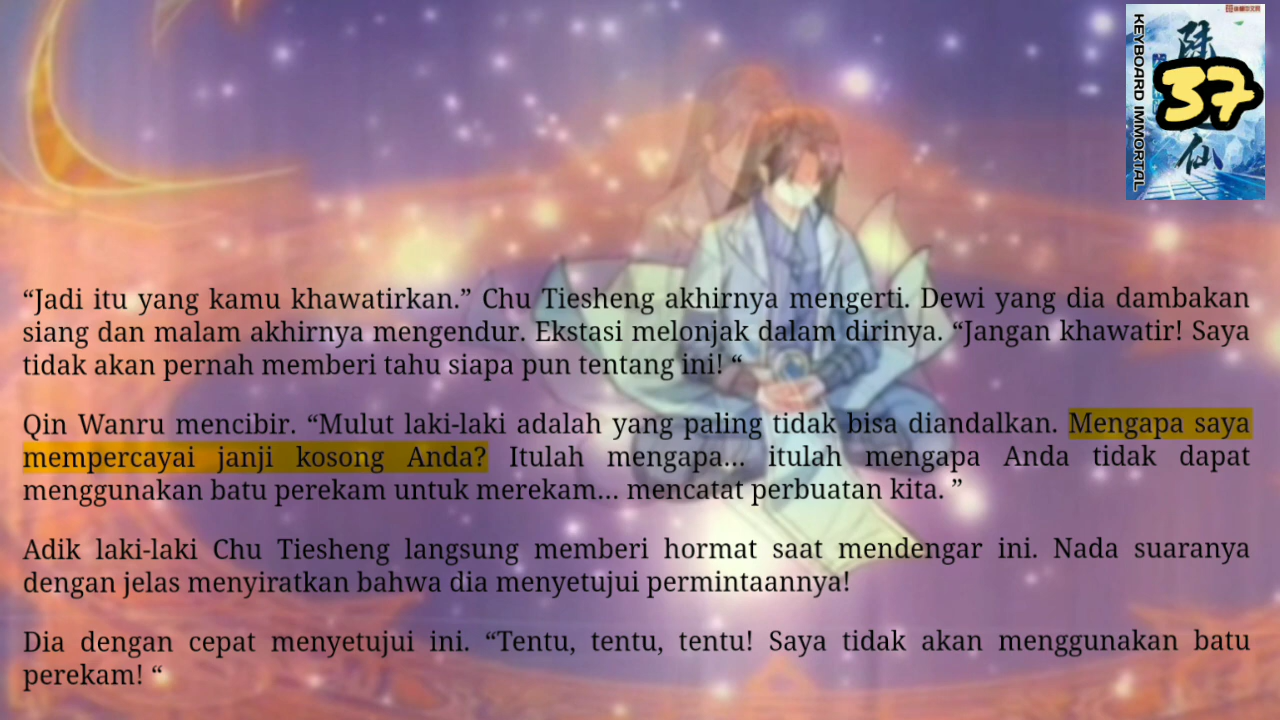 KEYBOARD IMMORTAL
37
仙
“Jadi itu yang kamu khawatirkan.” Chu Tiesheng akhirnya mengerti. Dewi yang dia dambakan
siang dan malam akhirnya mengendur. Ekstasi melonjak dalam dirinya. “Jangan khawatir! Saya
tidak akan pernah memberi tahu siapa pun tentang ini! “
Qin Wanru mencibir. “Mulut laki-laki adalah yang paling tidak bisa diandalkan. Mengapa saya
mempercayai janji kosong Anda? Itulah mengapa... itulah mengapa Anda tidak dapat
menggunakan batu perekam untuk merekam... mencatat perbuatan kita. ”
Adik laki-laki Chu Tiesheng langsung memberi hormat saat mendengar ini. Nada suaranya
dengan jelas menyiratkan bahwa dia menyetujui permintaannya!
Dia dengan cepat menyetujui ini. “Tentu, tentu, tentu! Saya tidak akan menggunakan batu
perekam! “